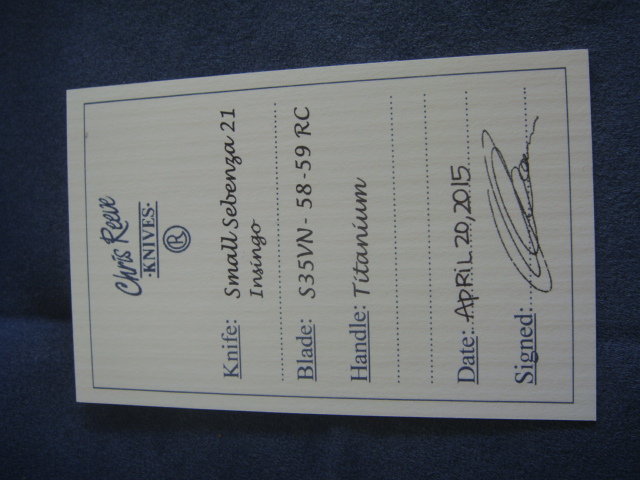 Chris Reeve
·KNIVES·
®
Knife: Small Sebenza 21
Insingo
Blade: S35VN - 58-59 RC
Handle: Titanium
Date: APRIL 20, 2015
Signed: